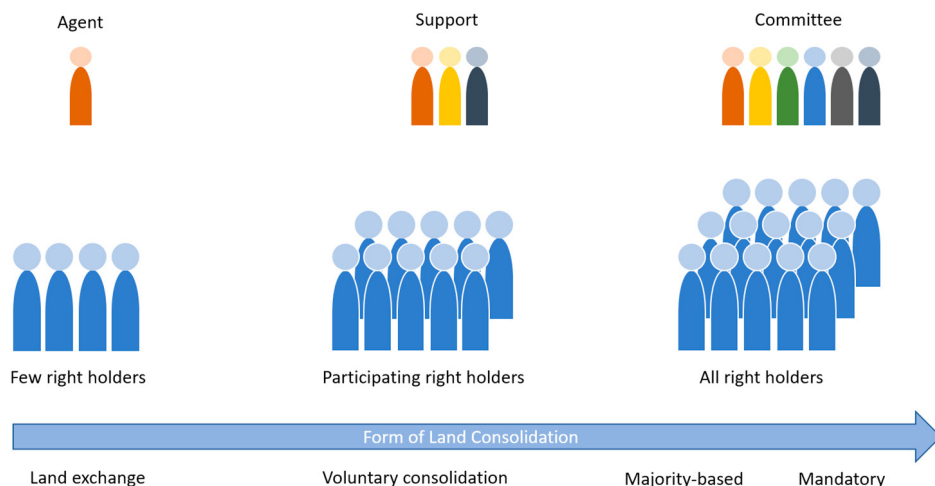 Agent
Support
Committee
Few right holders
Participating right holders
All right holders
Form of Land Consolidation
Land exchange
Voluntary consolidation
Majority-based
Mandatory